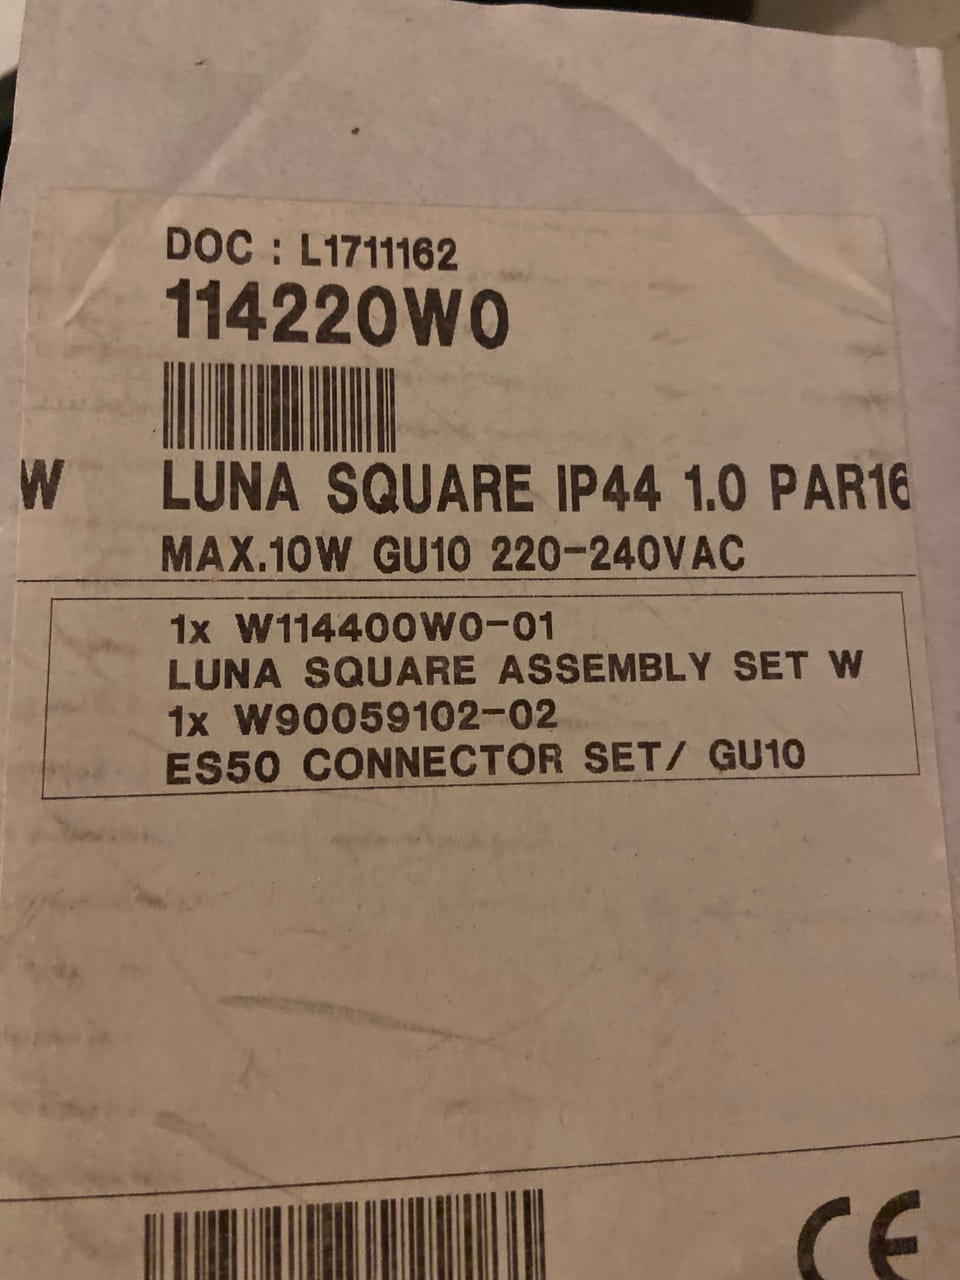 DOC : L1711162
114220W0
W LUNA SQUARE IP44 1.0 PAR16
MAX.10W GU10 220-240VAC
1x W114400W0-01
LUNA SQUARE ASSEMBLY SET W
1x W90059102-02
ES50 CONNECTOR SET/ GU10
CE